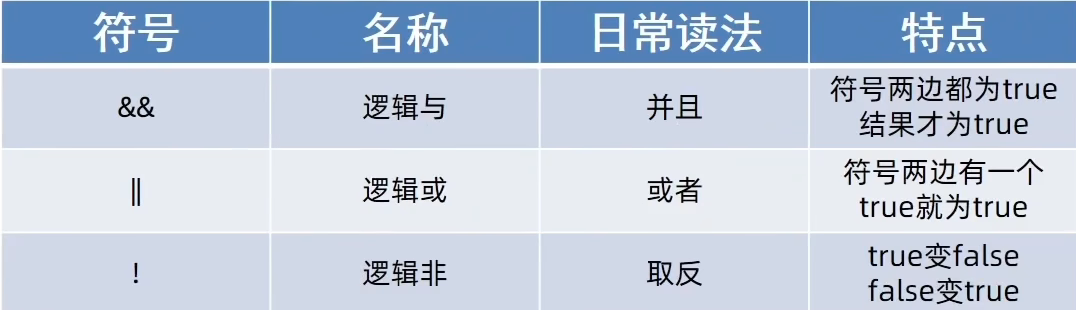 符号 名称 日常读法 特点
&& 逻辑与 并且 符号两边都为true
结果才为true
|| 逻辑或 或者 符号两边有一个
true就为true
! 逻辑非 取反 true变false
false变true